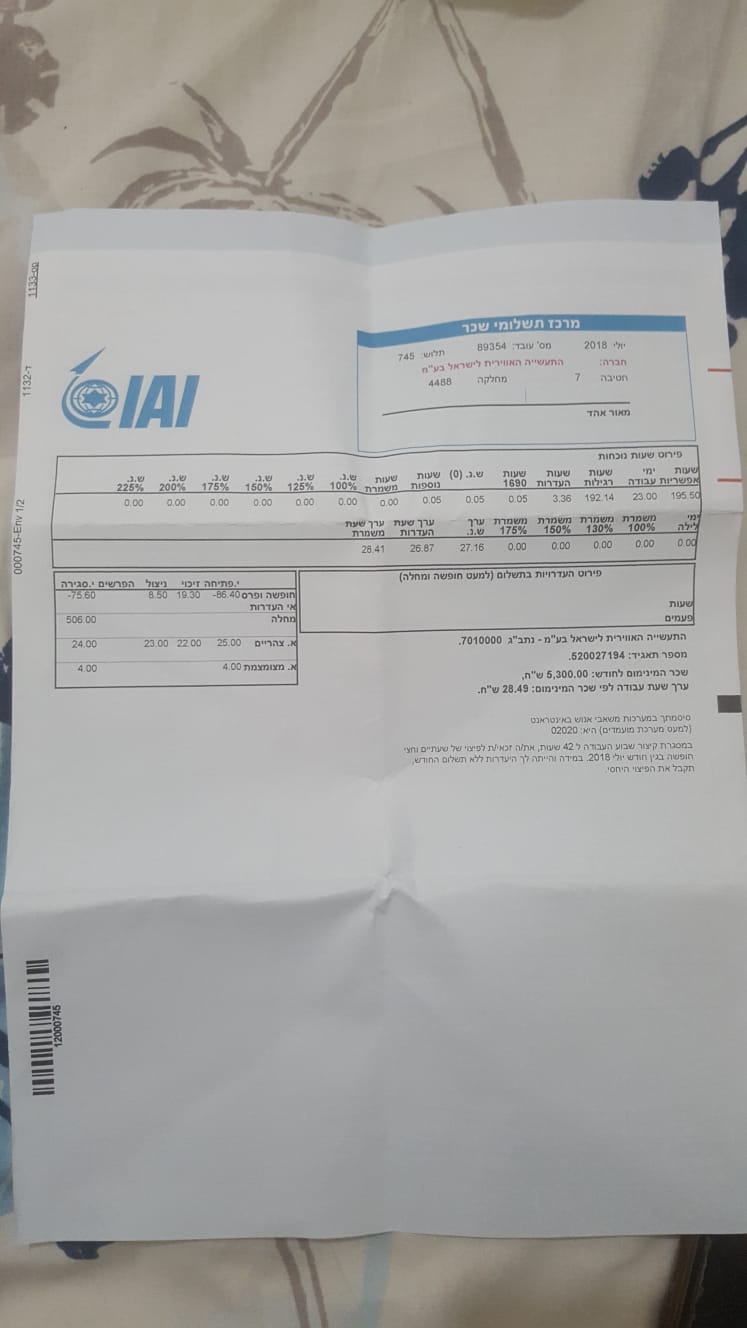 1133-סט
ד-1132
000745-Env 1/2
IAI
מרכז תשלומי שכר
יולי 2018 מס' עובד: 89354 תלוש: 745
חברה: התעשייה האווירית לישראל בע"מ
חטיבה 7 מחלקה 4488
מאור אהד
פירוט שעות נוכחות
שעות אפשריות ימי עבודה שעות רגילות שעות העדרות שעות 1690 ש.נ. (0) שעות נוספות שעות משמרת ש.נ. 100% ש.נ. 125% ש.נ. 150% ש.נ. 175% ש.נ. 200% ש.נ. 225%
195.50 23.00 192.14 3.36 0.05 0.05 0.05 0.00 0.00 0.00 0.00 0.00 0.00 0.00
ימי לילה משמרת 100% משמרת 130% משמרת 150% משמרת 175% ערך ש.נ. ערך שעת העדרות ערך שעת משמרת
0.00 0.00 0.00 0.00 0.00 27.16 26.87 28.41
פירוט העדרויות בתשלום (למעט חופשה ומחלה)
שעות
פעמים
י.פתיחה זיכוי ניצול הפרשים י.סגירה
חופשה ופרט -86.40 19.30 8.50 -75.60
אי העדרות
מחלה 506.00
א. צהריים 25.00 22.00 23.00 24.00
א. מצומצמת 4.00 4.00
התעשייה האווירית לישראל בע"מ - נתב"ג 7010000.
מספר תאגיד: 520027194.
שכר המינימום לחודש: 5,300.00 ש"ח,
ערך שעת עבודה לפי שכר המינימום: 28.49 ש"ח.
סיסמתך במערכות משאבי אנוש באינטראנט
(למעט מערכת מועמדים) היא: 02020
במסגרת קיצור שבוע העבודה ל 42 שעות, את/ה זכאי/ת לפיצוי של שעתיים וחצי
חופשה בגין חודש יולי 2018. במידה והייתה לך היעדרות ללא תשלום החודש,
תקבל את הפיצוי היחסי.
12000745